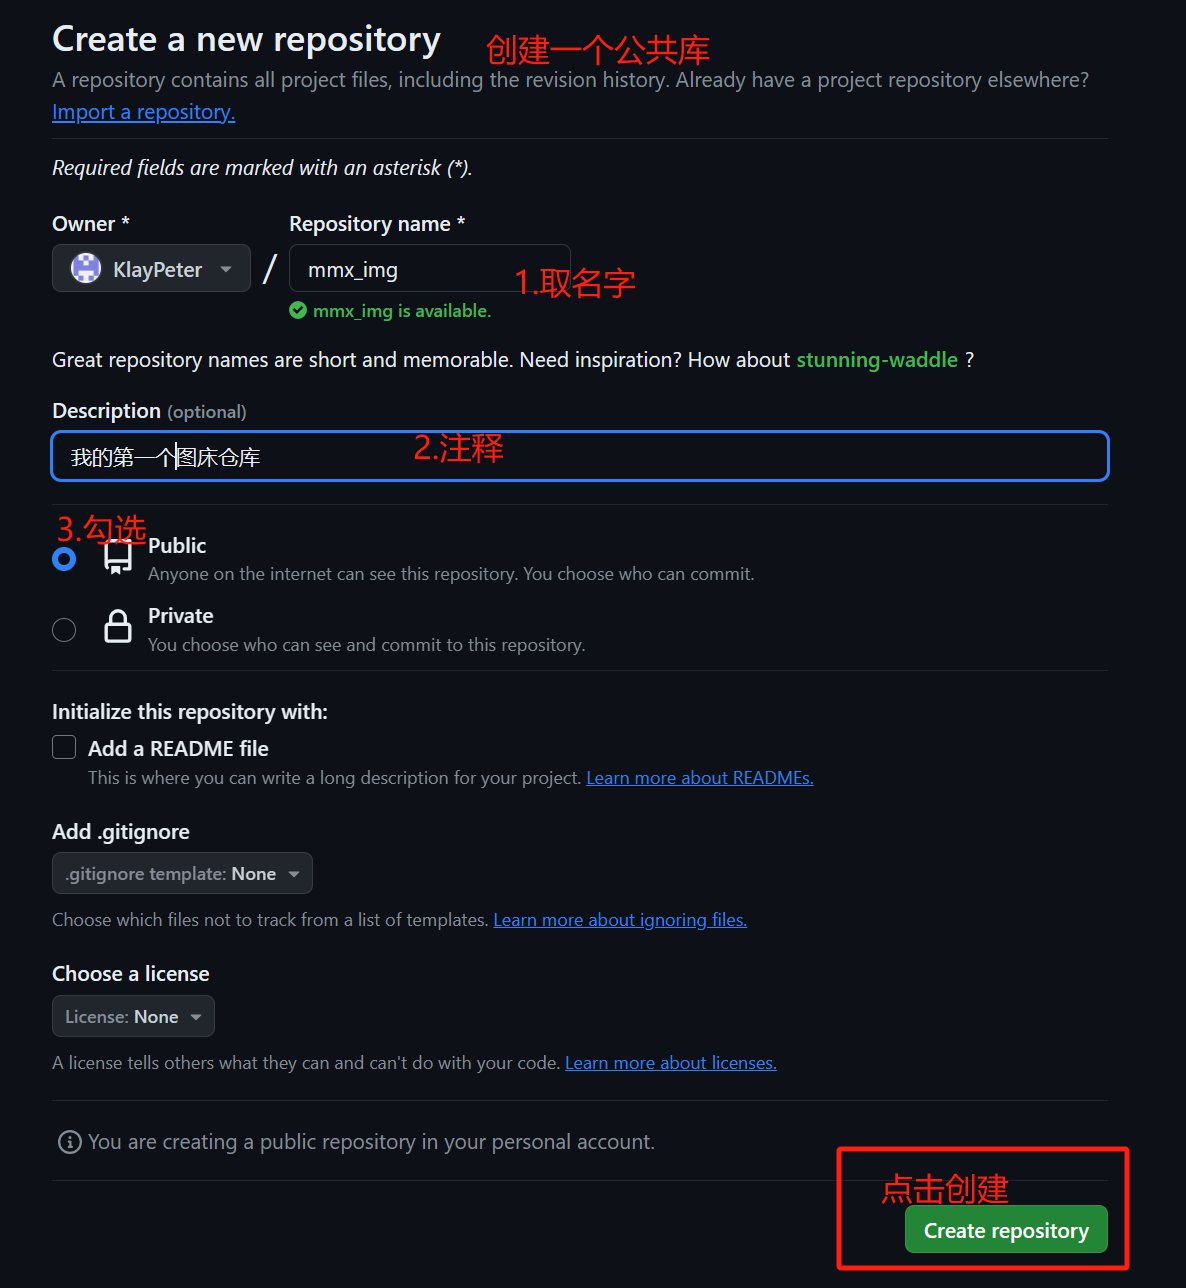 Create a new repository
创建一个公共库
A repository contains all project files, including the revision history. Already have a project repository elsewhere?
Import a repository.
Required fields are marked with an asterisk (*).
Owner *
Repository name *
KlayPeter
/
mmx_img
1.取名字
mmx_img is available.
Great repository names are short and memorable. Need inspiration? How about stunning-waddle ?
Description (optional)
我的第一个图床仓库
2.注释
3.勾选
Public
Anyone on the internet can see this repository. You choose who can commit.
Private
You choose who can see and commit to this repository.
Initialize this repository with:
Add a README file
This is where you can write a long description for your project. Learn more about READMEs.
Add .gitignore
.gitignore template: None
Choose which files not to track from a list of templates. Learn more about ignoring files.
Choose a license
License: None
A license tells others what they can and can't do with your code. Learn more about licenses.
You are creating a public repository in your personal account.
点击创建
Create repository